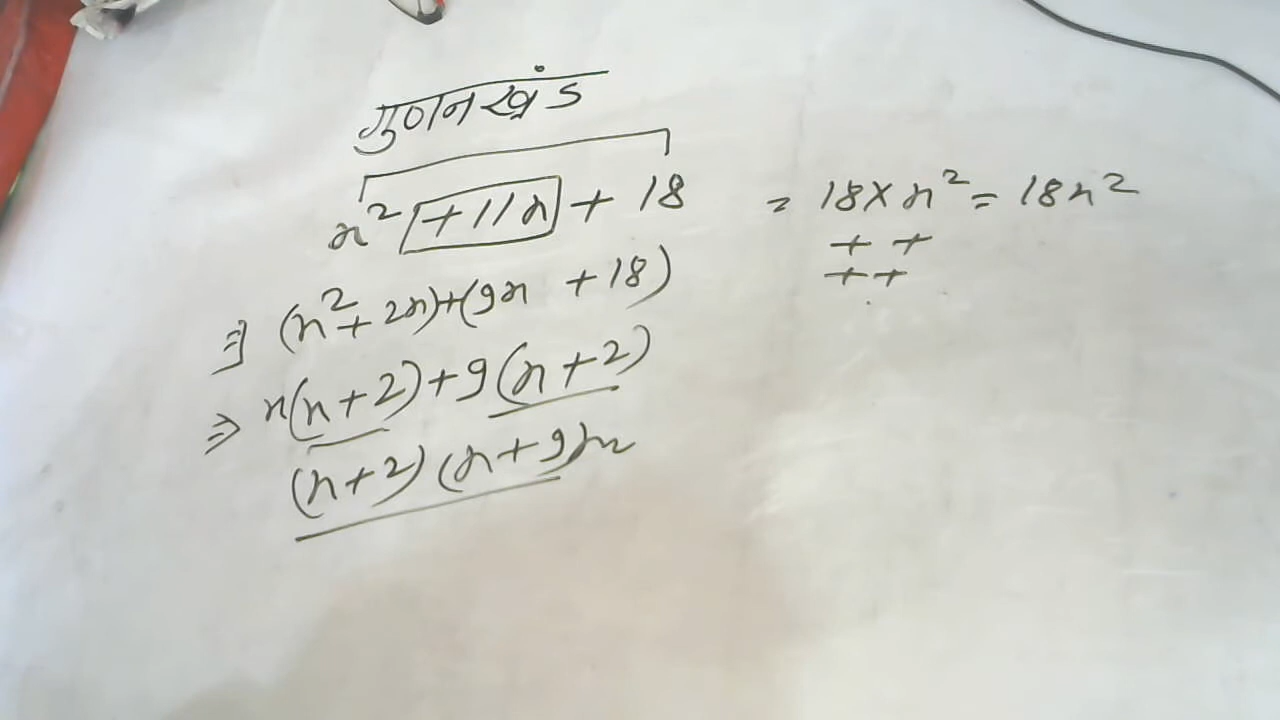 गुणनखंड
x² +11x + 18 = 18 × x² = 18x²
+ +
+ +
⇒ (x² + 2x)+(9x + 18)
⇒ x(x+2)+9(x+2)
(x+2) (x+9)